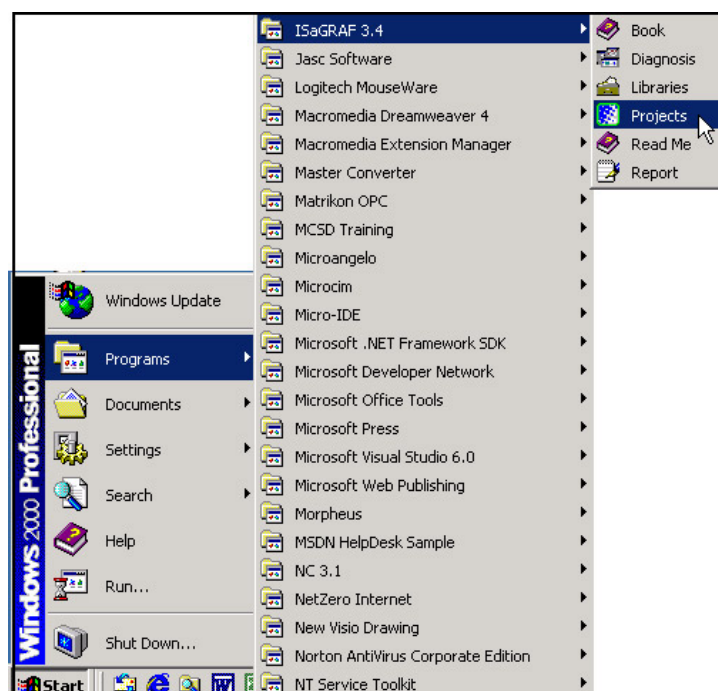 ISaGRAF 3.4
Jasc Software
Logitech MouseWare
Macromedia Dreamweaver 4
Macromedia Extension Manager
Master Converter
Matrikon OPC
MCSD Training
Microangelo
Microcim
Micro-IDE
Microsoft .NET Framework SDK
Microsoft Developer Network
Microsoft Office Tools
Microsoft Press
Microsoft Visual Studio 6.0
Microsoft Web Publishing
Morpheus
MSDN HelpDesk Sample
NC 3.1
NetZero Internet
New Visio Drawing
Norton AntiVirus Corporate Edition
NT Service Toolkit
Book
Diagnosis
Libraries
Projects
Read Me
Report
Windows Update
Programs
Documents
Settings
Search
Help
Run...
Shut Down...
Windows 2000 Professional
Start